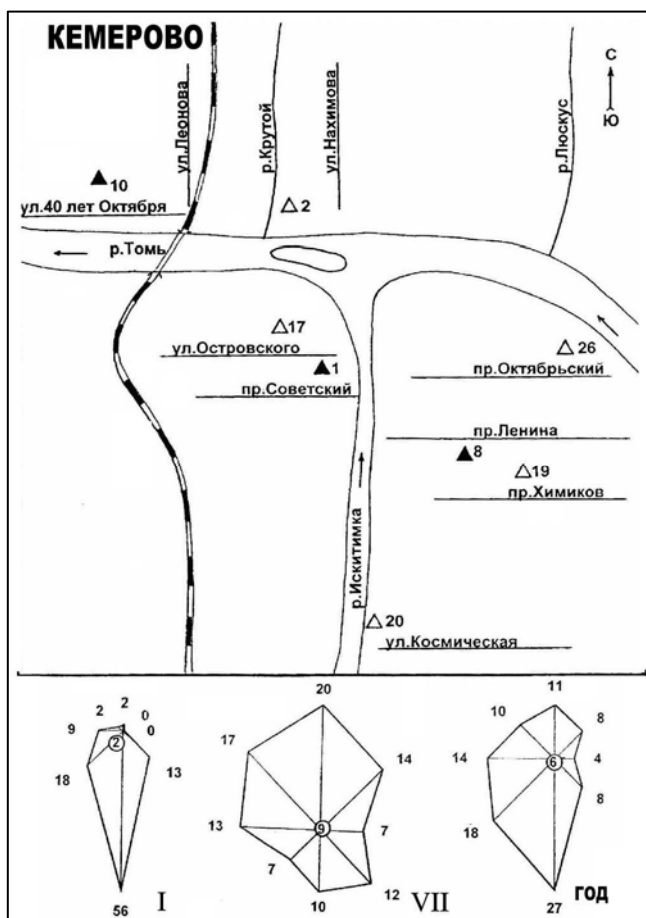 КЕМЕРОВО
С
Ю
ул.Леонова
р.Крутой
ул.Нахимова
р.Люскус
10
2
ул.40 лет Октября
р.Томь
17
ул.Островского
1
пр.Советский
26
пр.Октябрьский
пр.Ленина
8
19
пр.Химиков
р.Искитимка
20
ул.Космическая
2
2
0
9
0
2
18
13
56
I
20
17
14
13
9
7
7
12
10
VII
11
10
8
14
6
4
8
18
27
ГОД